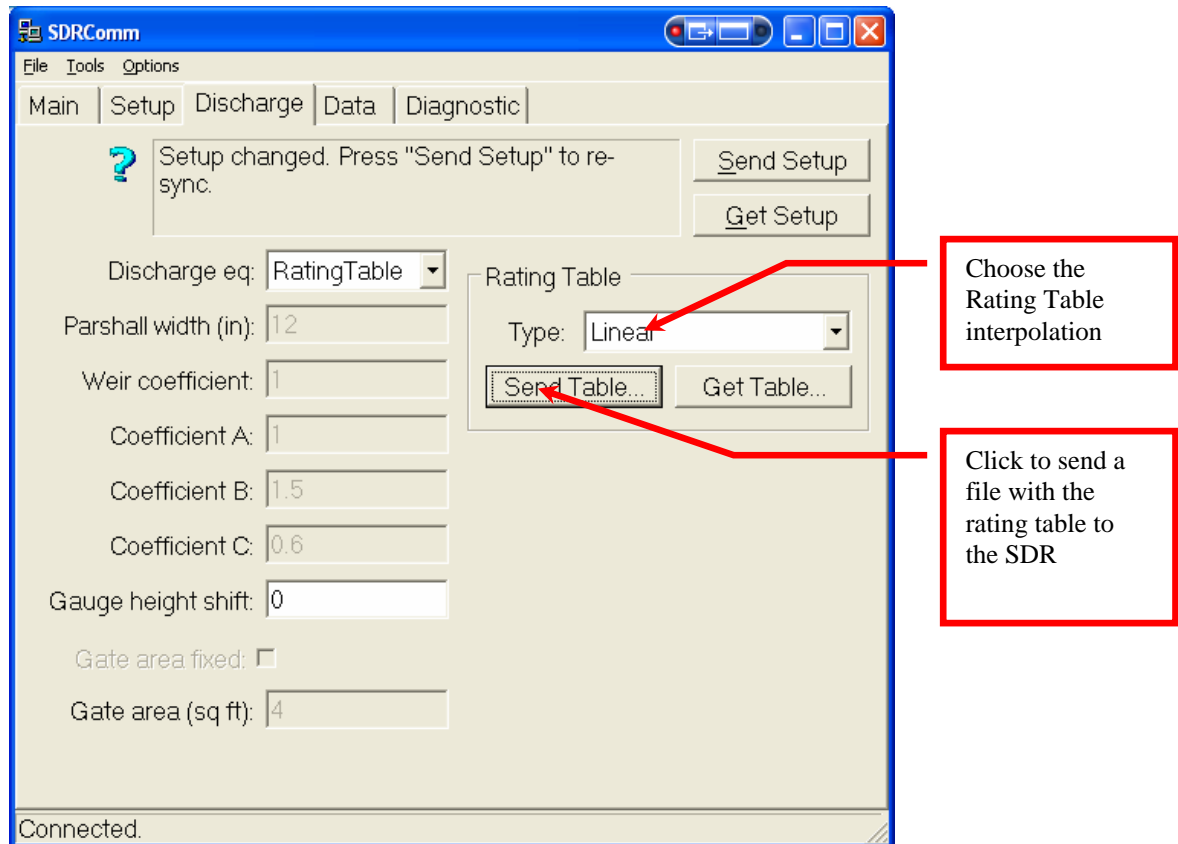 SDRComm
File Tools Options
Main Setup Discharge Data Diagnostic
Setup changed. Press "Send Setup" to re-
sync.
Send Setup
Get Setup
Discharge eq: RatingTable
Parshall width (in): 12
Weir coefficient: 1
Coefficient A: 1
Coefficient B: 1.5
Coefficient C: 0.6
Gauge height shift: 0
Gate area fixed:
Gate area (sq ft): 4
Rating Table
Type: Linear
Send Table... Get Table...
Connected.
Choose the
Rating Table
interpolation
Click to send a
file with the
rating table to
the SDR